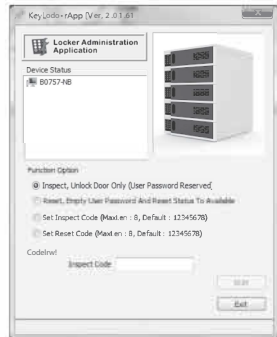 KeyLodo-rApp [Ver, 2.0.61
Locker Administration
Application
Device Status
B0757-NB
Function Option
Inspect, Unlock Door Only (User Password Reserved)
Reset, Empty User Password And Reset Status To Available
Set Inspect Code (MaxLen : 8, Default : 12345678)
Set Reset Code (MaxLen : 8, Default : 12345678)
Inspect Code
Exit